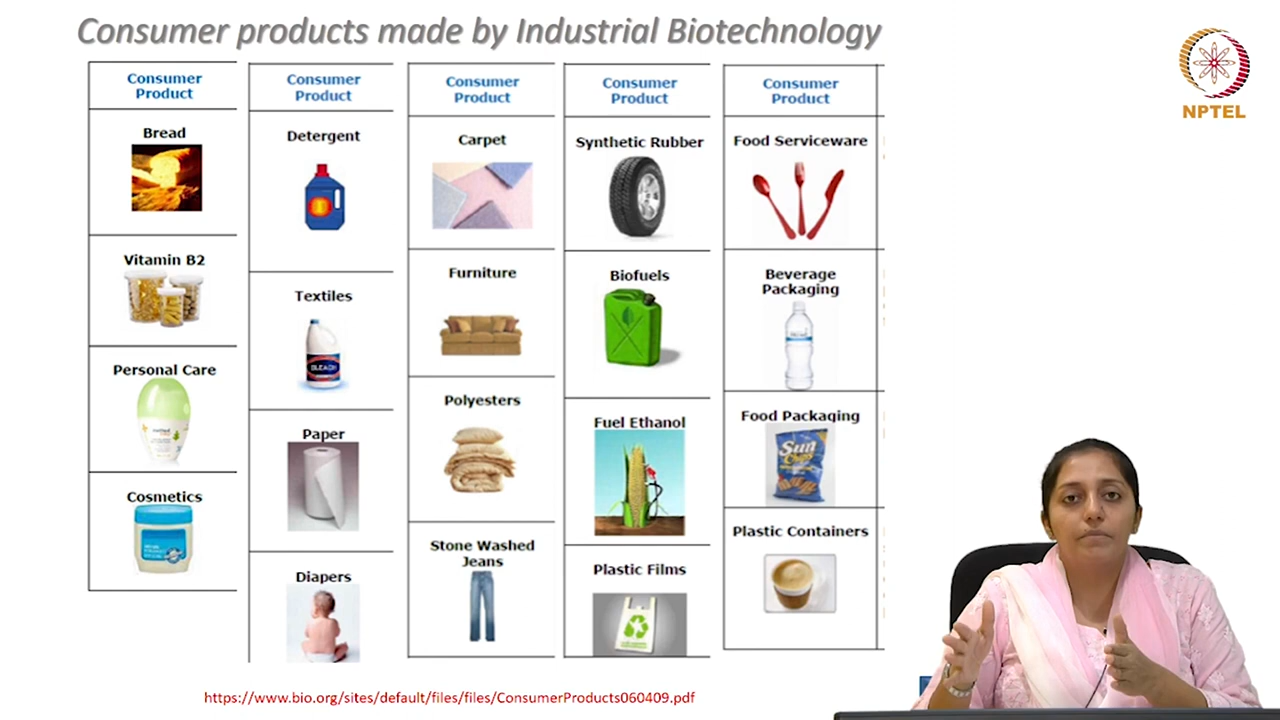 Consumer products made by Industrial Biotechnology
NPTEL
Consumer
Product
Bread
Vitamin B2
Personal Care
Cosmetics
Consumer
Product
Detergent
Textiles
BLEACH
Paper
Diapers
Consumer
Product
Carpet
Furniture
Polyesters
Stone Washed
Jeans
Consumer
Product
Synthetic Rubber
Biofuels
Fuel Ethanol
Plastic Films
Consumer
Product
Food Serviceware
Beverage
Packaging
Food Packaging
Sun
Chips
Plastic Containers
https://www.bio.org/sites/default/files/files/ConsumerProducts060409.pdf